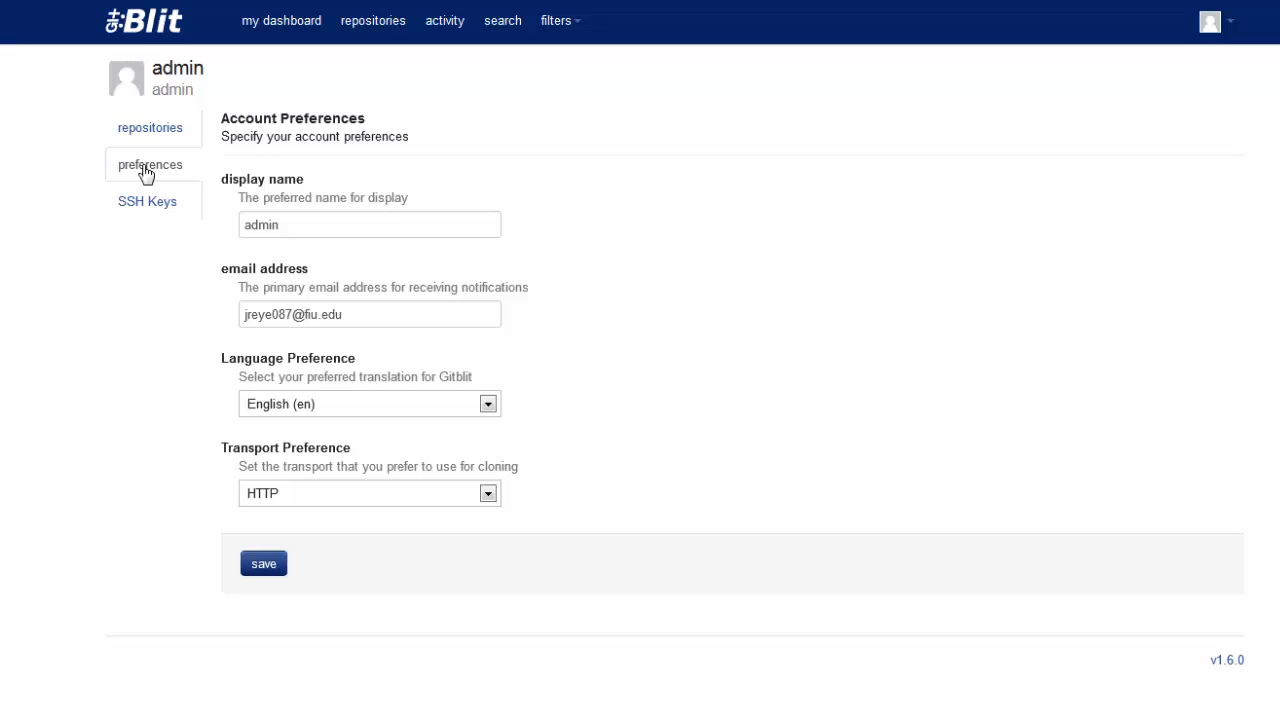 git:Blit my dashboard repositories activity search filters
admin
admin
repositories
preferences
SSH Keys
Account Preferences
Specify your account preferences
display name
The preferred name for display
admin
email address
The primary email address for receiving notifications
jreye087@fiu.edu
Language Preference
Select your preferred translation for Gitblit
English (en)
Transport Preference
Set the transport that you prefer to use for cloning
HTTP
save
v1.6.0